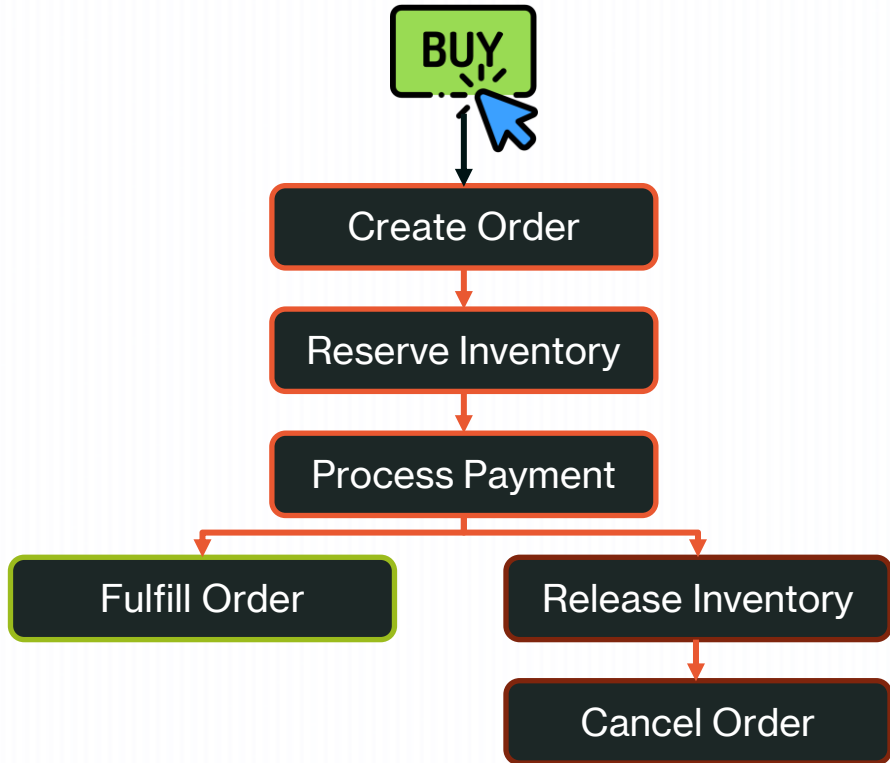 BUY
Create Order
Reserve Inventory
Process Payment
Fulfill Order
Release Inventory
Cancel Order